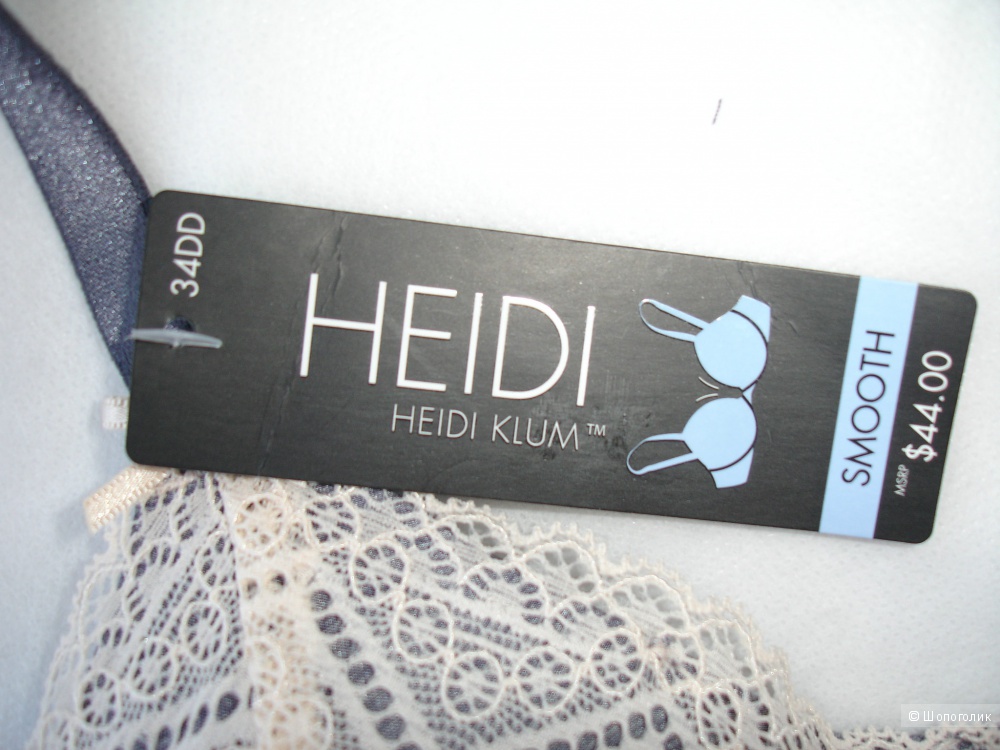 34DD
HEIDI
HEIDI KLUM™
SMOOTH
MSRP $44.00
© Шопоголик